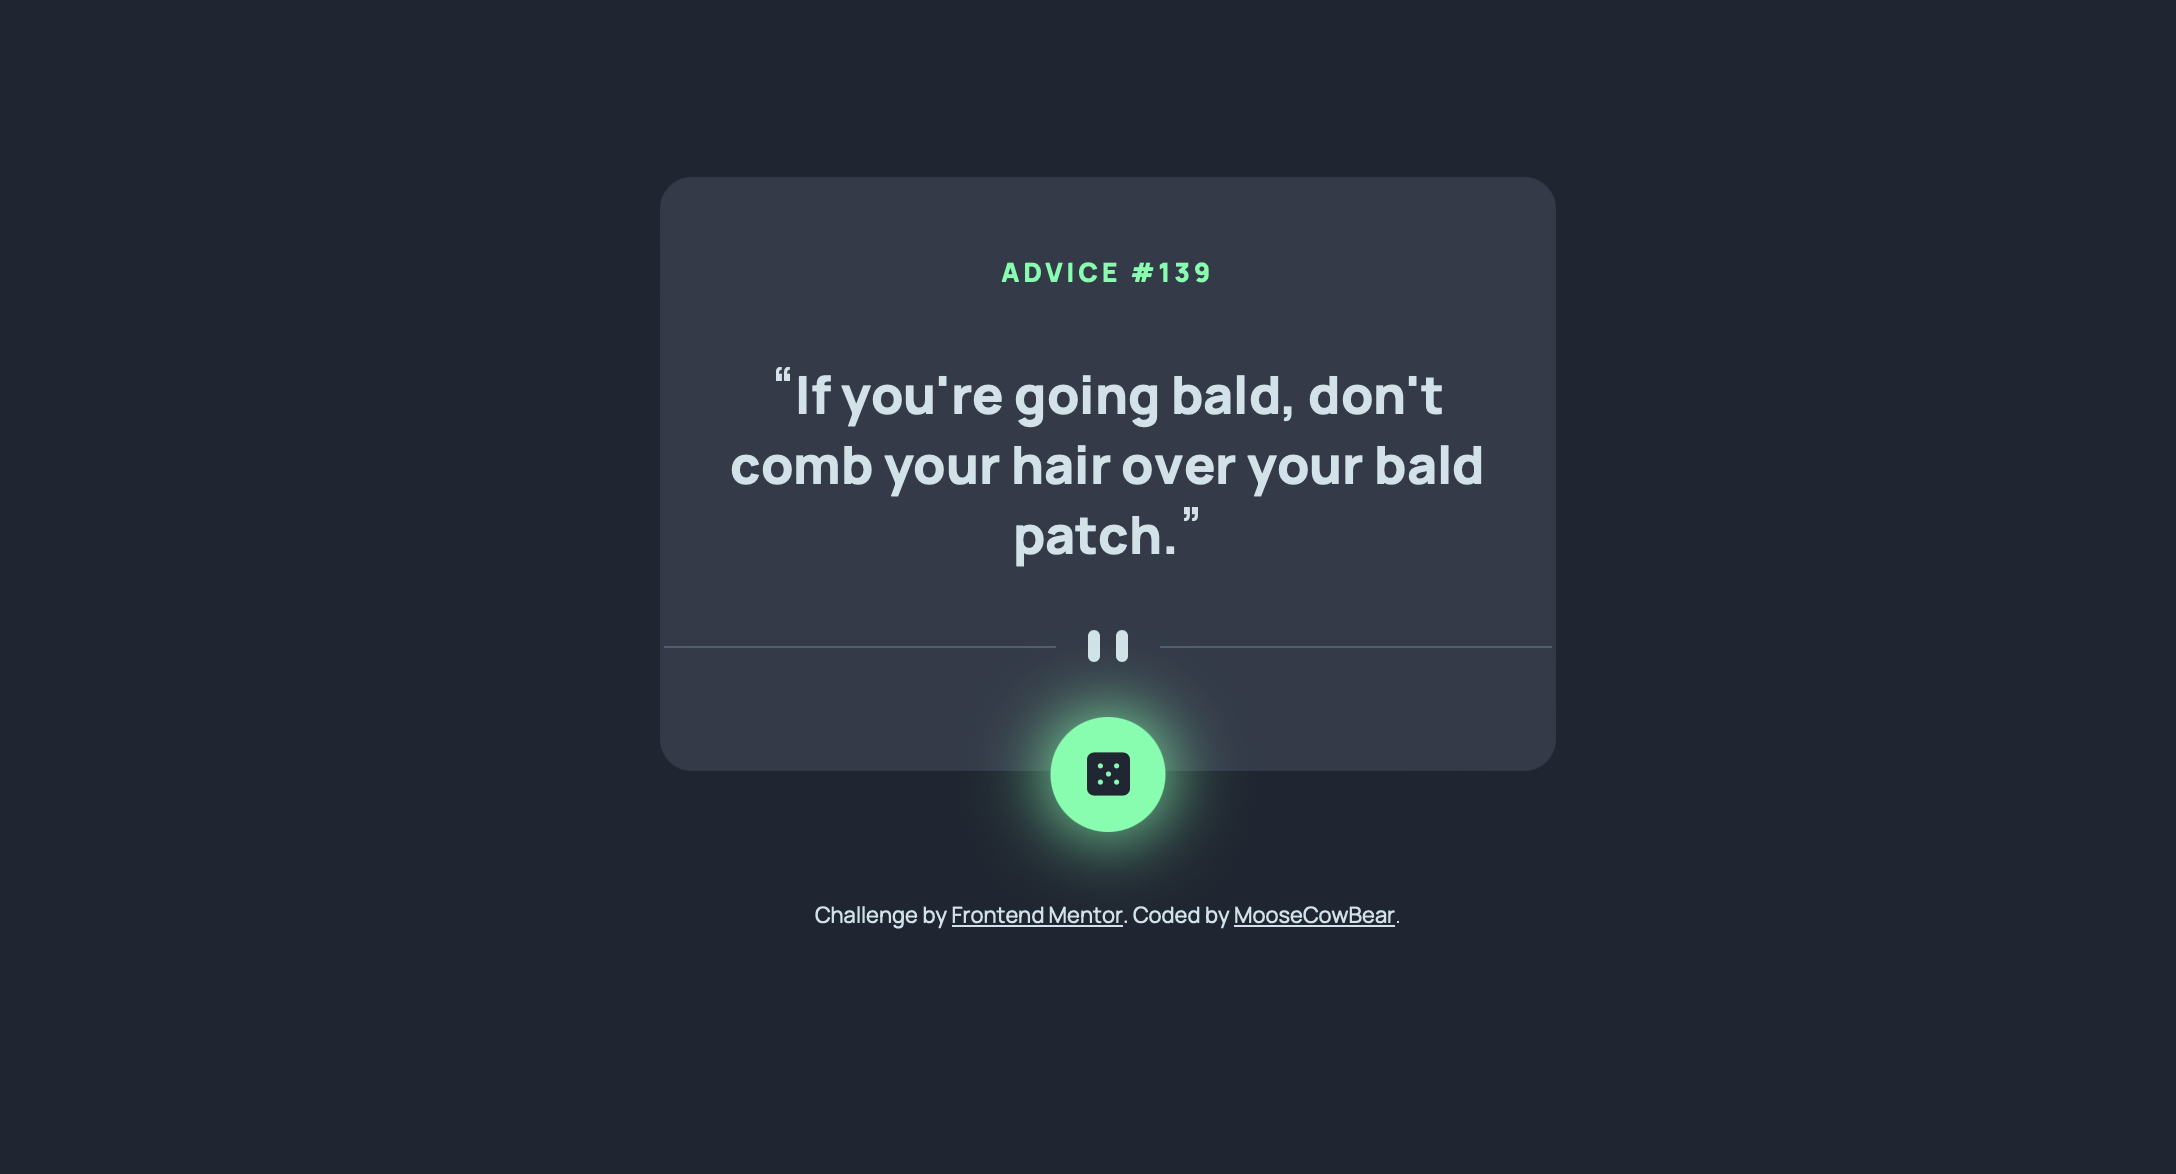 ADVICE #139
“If you're going bald, don't
comb your hair over your bald
patch.”
Challenge by Frontend Mentor. Coded by MooseCowBear.